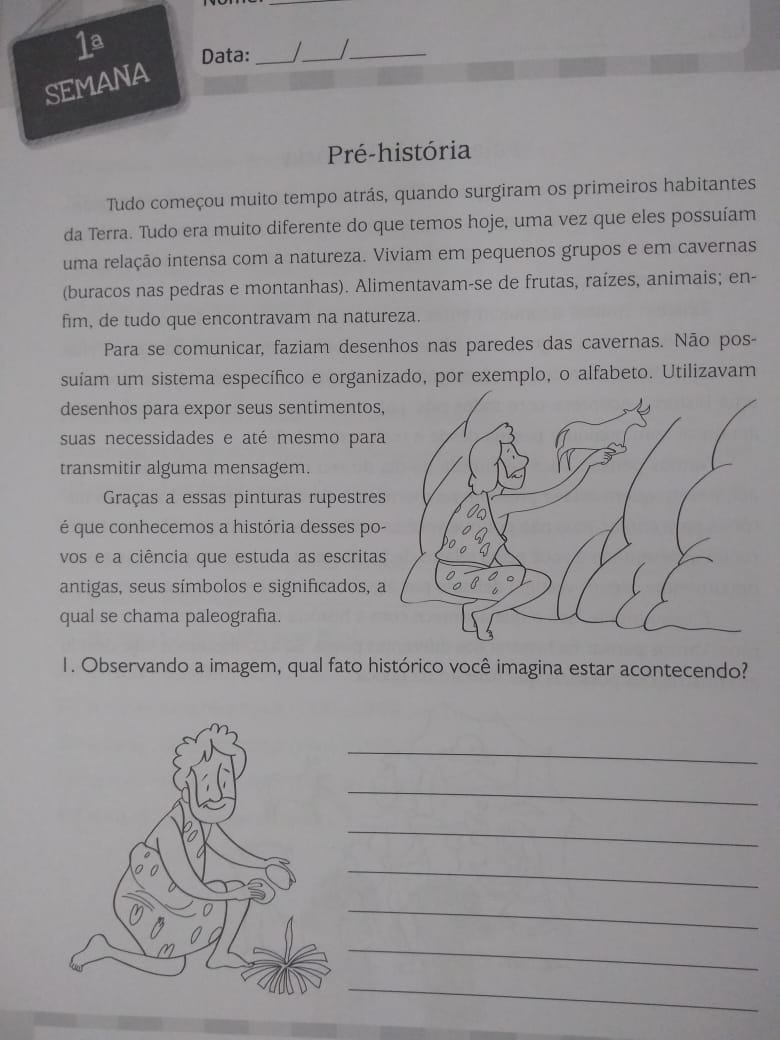 1ª
SEMANA
Data: ___/___/______
Pré-história
Tudo começou muito tempo atrás, quando surgiram os primeiros habitantes
da Terra. Tudo era muito diferente do que temos hoje, uma vez que eles possuíam
uma relação intensa com a natureza. Viviam em pequenos grupos e em cavernas
(buracos nas pedras e montanhas). Alimentavam-se de frutas, raízes, animais; en-
fim, de tudo que encontravam na natureza.
Para se comunicar, faziam desenhos nas paredes das cavernas. Não pos-
suíam um sistema específico e organizado, por exemplo, o alfabeto. Utilizavam
desenhos para expor seus sentimentos,
suas necessidades e até mesmo para
transmitir alguma mensagem.
Graças a essas pinturas rupestres
é que conhecemos a história desses po-
vos e a ciência que estuda as escritas
antigas, seus símbolos e significados, a
qual se chama paleografia.
1. Observando a imagem, qual fato histórico você imagina estar acontecendo?